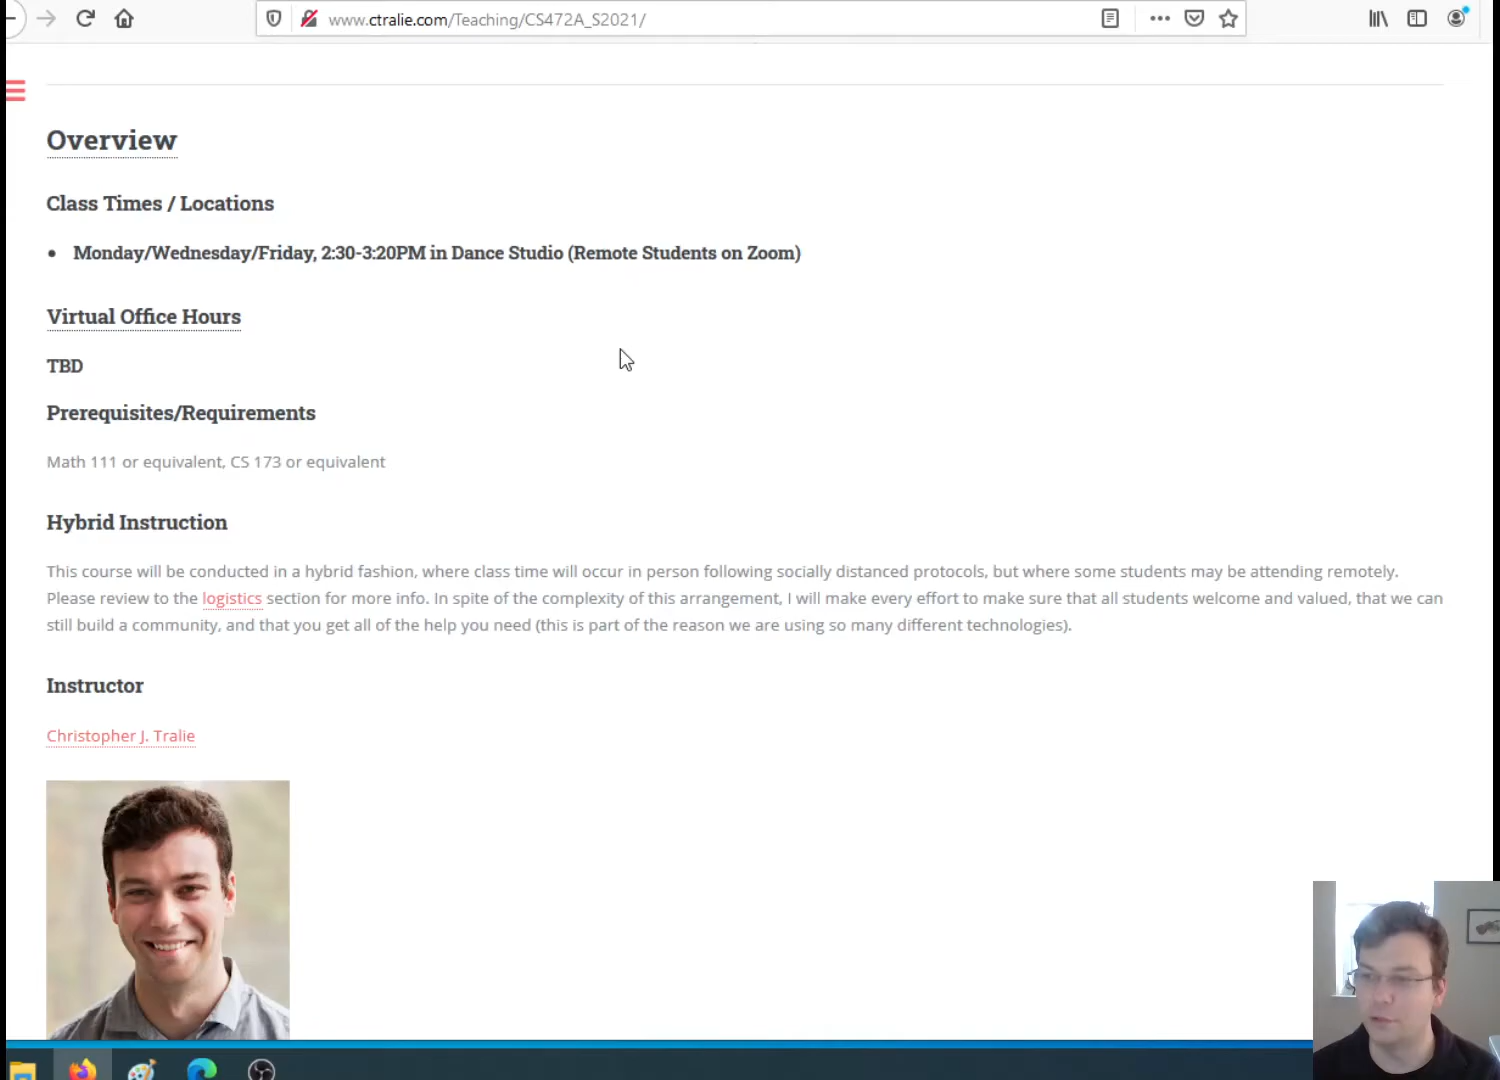 www.ctralie.com/Teaching/CS472A_S2021/
Overview
Class Times / Locations
Monday/Wednesday/Friday, 2:30-3:20PM in Dance Studio (Remote Students on Zoom)
Virtual Office Hours
TBD
Prerequisites/Requirements
Math 111 or equivalent, CS 173 or equivalent
Hybrid Instruction
This course will be conducted in a hybrid fashion, where class time will occur in person following socially distanced protocols, but where some students may be attending remotely.
Please review to the logistics section for more info. In spite of the complexity of this arrangement, I will make every effort to make sure that all students welcome and valued, that we can
still build a community, and that you get all of the help you need (this is part of the reason we are using so many different technologies).
Instructor
Christopher J. Tralie